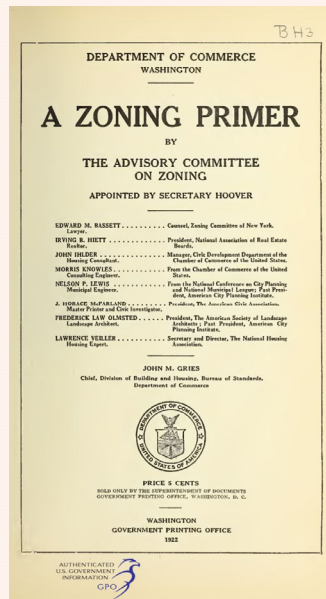 BH3
DEPARTMENT OF COMMERCE
WASHINGTON
A ZONING PRIMER
BY
THE ADVISORY COMMITTEE
ON ZONING
APPOINTED BY SECRETARY HOOVER
EDWARD M. BASSETT . . . . . . . . . . Counsel, Zoning Committee of New York.
Lawyer.
IRVING B. HIETT . . . . . . . . . . . . President, National Association of Real Estate
Realtor. Boards.
JOHN IHLDER . . . . . . . . . . . . . . Manager, Civic Development Department of the
Housing Consultant. Chamber of Commerce of the United States.
MORRIS KNOWLES . . . . . . . . . . . From the Chamber of Commerce of the United
Consulting Engineer. States.
NELSON P. LEWIS . . . . . . . . . . . From the National Conference on City Planning
Municipal Engineer. and National Municipal League; Past Presi-
dent, American City Planning Institute.
J. HORACE McFARLAND . . . . . . . . President, The American Civic Association.
Master Printer and Civic Investigator.
FREDERICK LAW OLMSTED . . . . . . President, The American Society of Landscape
Landscape Architect. Architects; Past President, American City
Planning Institute.
LAWRENCE VEILLER . . . . . . . . . . Secretary and Director, The National Housing
Housing Expert. Association.
JOHN M. GRIES
Chief, Division of Building and Housing, Bureau of Standards,
Department of Commerce
DEPARTMENT OF COMMERCE
UNITED STATES OF AMERICA
PRICE 5 CENTS
SOLD ONLY BY THE SUPERINTENDENT OF DOCUMENTS
GOVERNMENT PRINTING OFFICE, WASHINGTON, D. C.
WASHINGTON
GOVERNMENT PRINTING OFFICE
1922
AUTHENTICATED
U.S. GOVERNMENT
INFORMATION
GPO